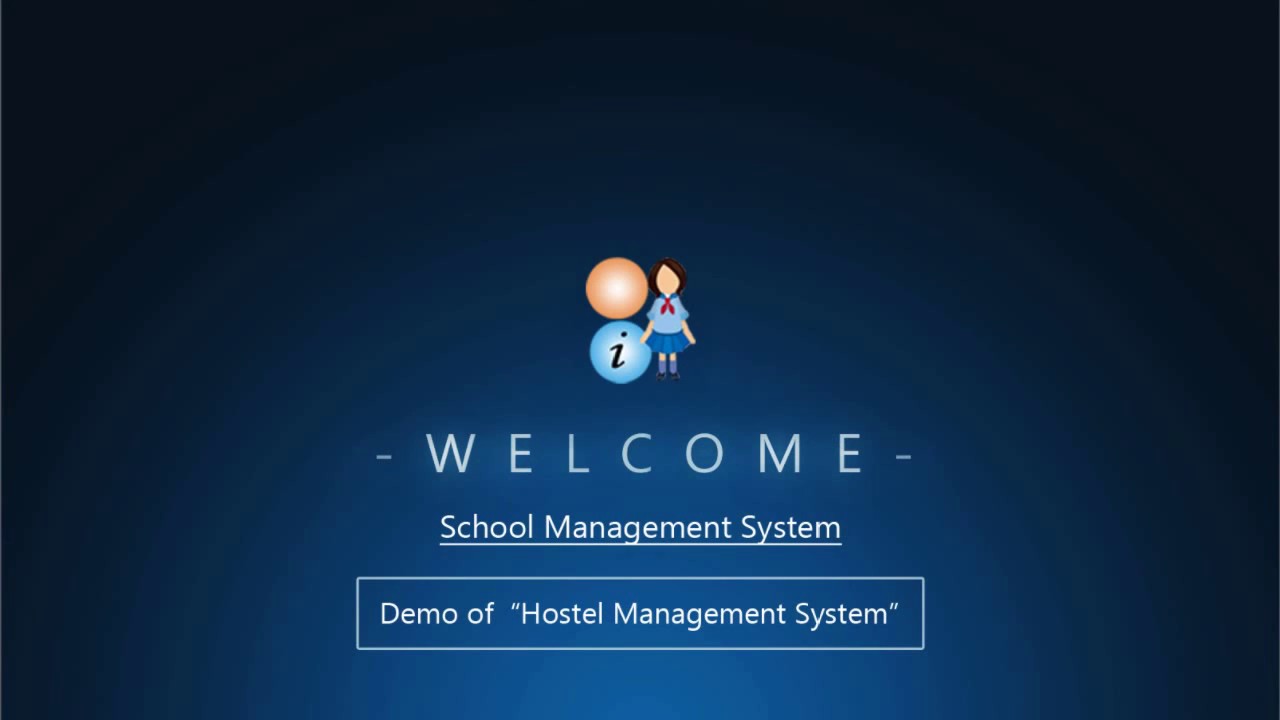 i
- W E L C O M E -
School Management System
Demo of “Hostel Management System”